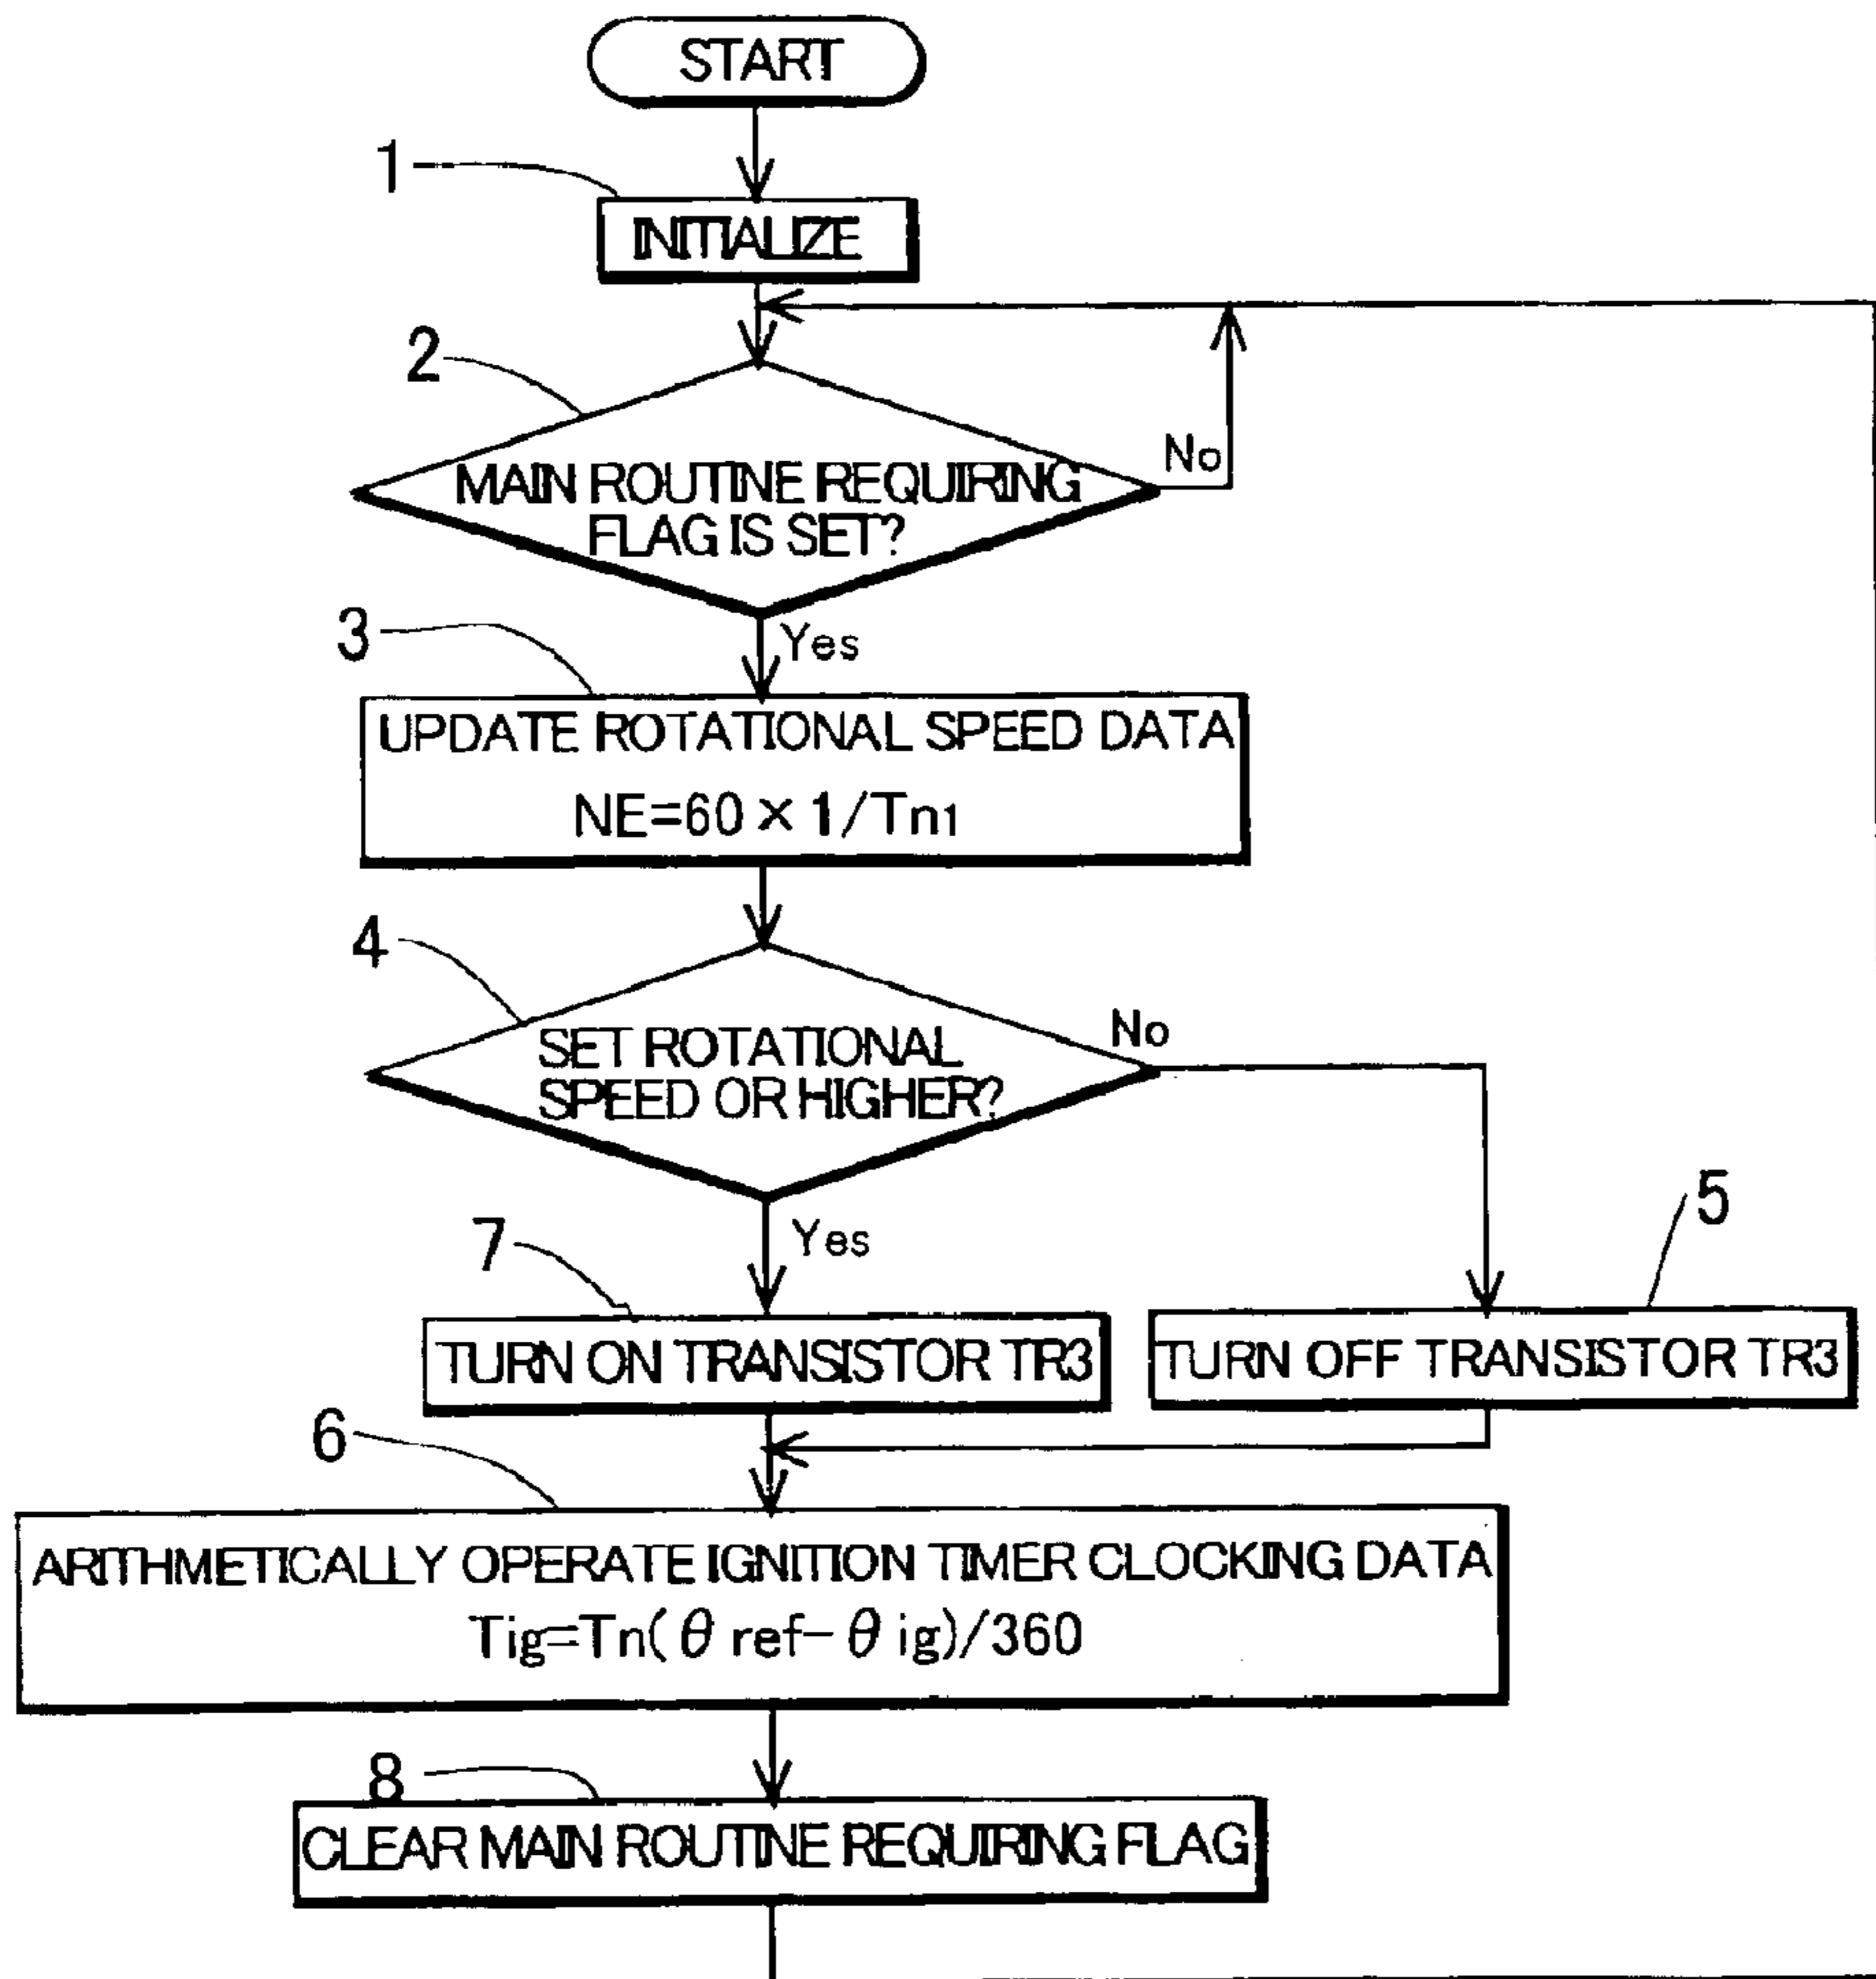 START
1
INITIALIZE
2
MAIN ROUTINE REQUIRING
FLAG IS SET?
No
Yes
3
UPDATE ROTATIONAL SPEED DATA
NE=60×1/Tn1
4
SET ROTATIONAL
SPEED OR HIGHER?
No
Yes
7
TURN ON TRANSISTOR TR3
5
TURN OFF TRANSISTOR TR3
6
ARITHMETICALLY OPERATE IGNITION TIMER CLOCKING DATA
Tig=Tn(θ ref-θ ig)/360
8
CLEAR MAIN ROUTINE REQUIRING FLAG